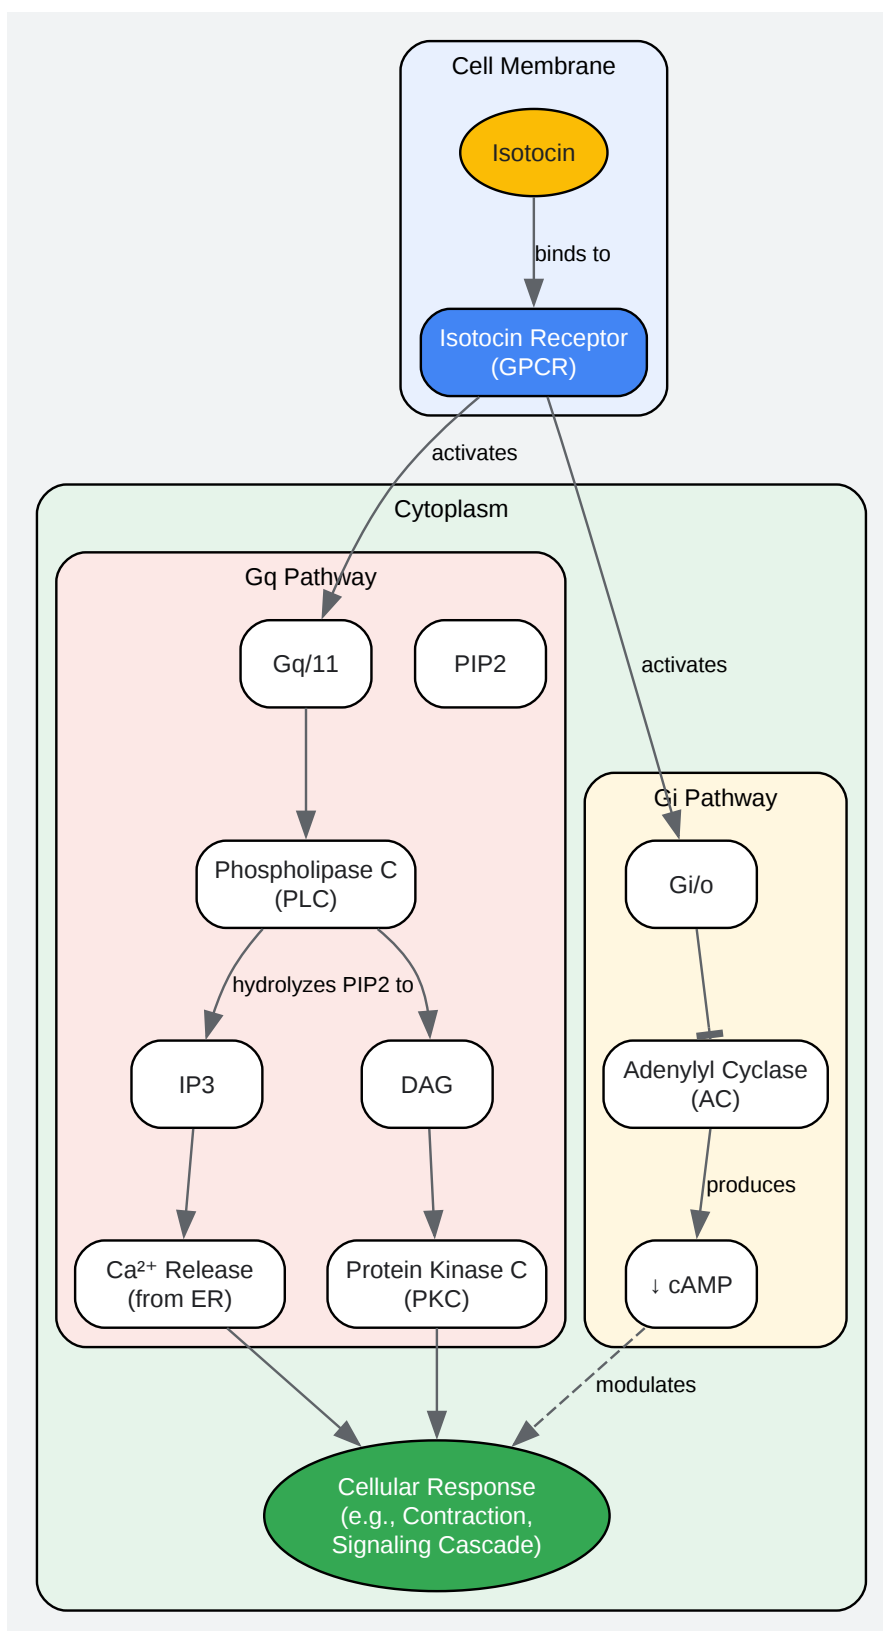 Cell Membrane
Isotocin
binds to
Isotocin Receptor
(GPCR)
activates
Cytoplasm
Gq Pathway
Gq/11
PIP2
activates
Gi Pathway
Phospholipase C
(PLC)
Gi/o
hydrolyzes PIP2 to
IP3
DAG
Adenylyl Cyclase
(AC)
produces
Ca²⁺ Release
(from ER)
Protein Kinase C
(PKC)
↓ cAMP
modulates
Cellular Response
(e.g., Contraction,
Signaling Cascade)